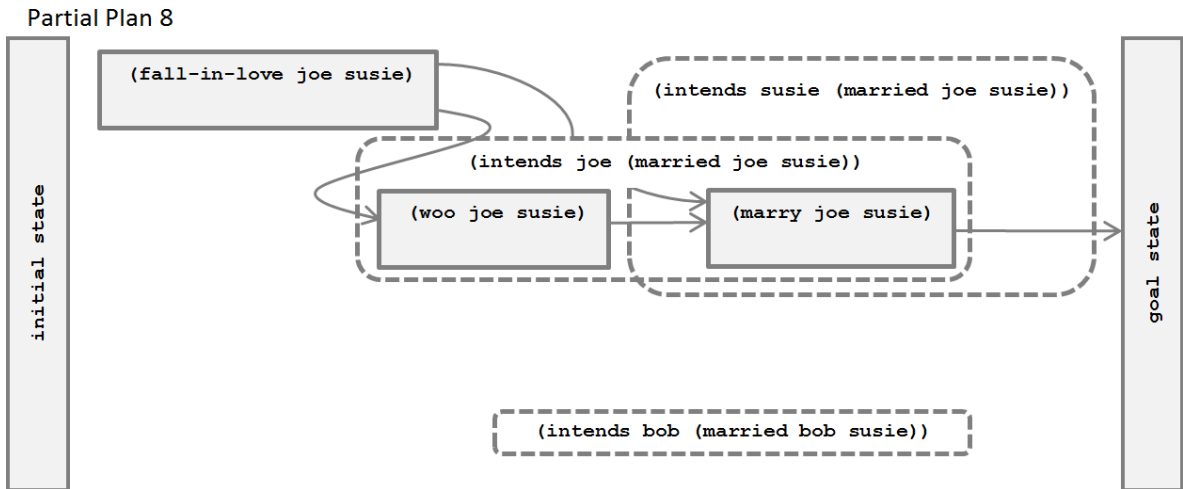 Partial Plan 8
initial state
(fall-in-love joe susie)
(intends susie (married joe susie))
(intends joe (married joe susie))
(woo joe susie)
(marry joe susie)
(intends bob (married bob susie))
goal state